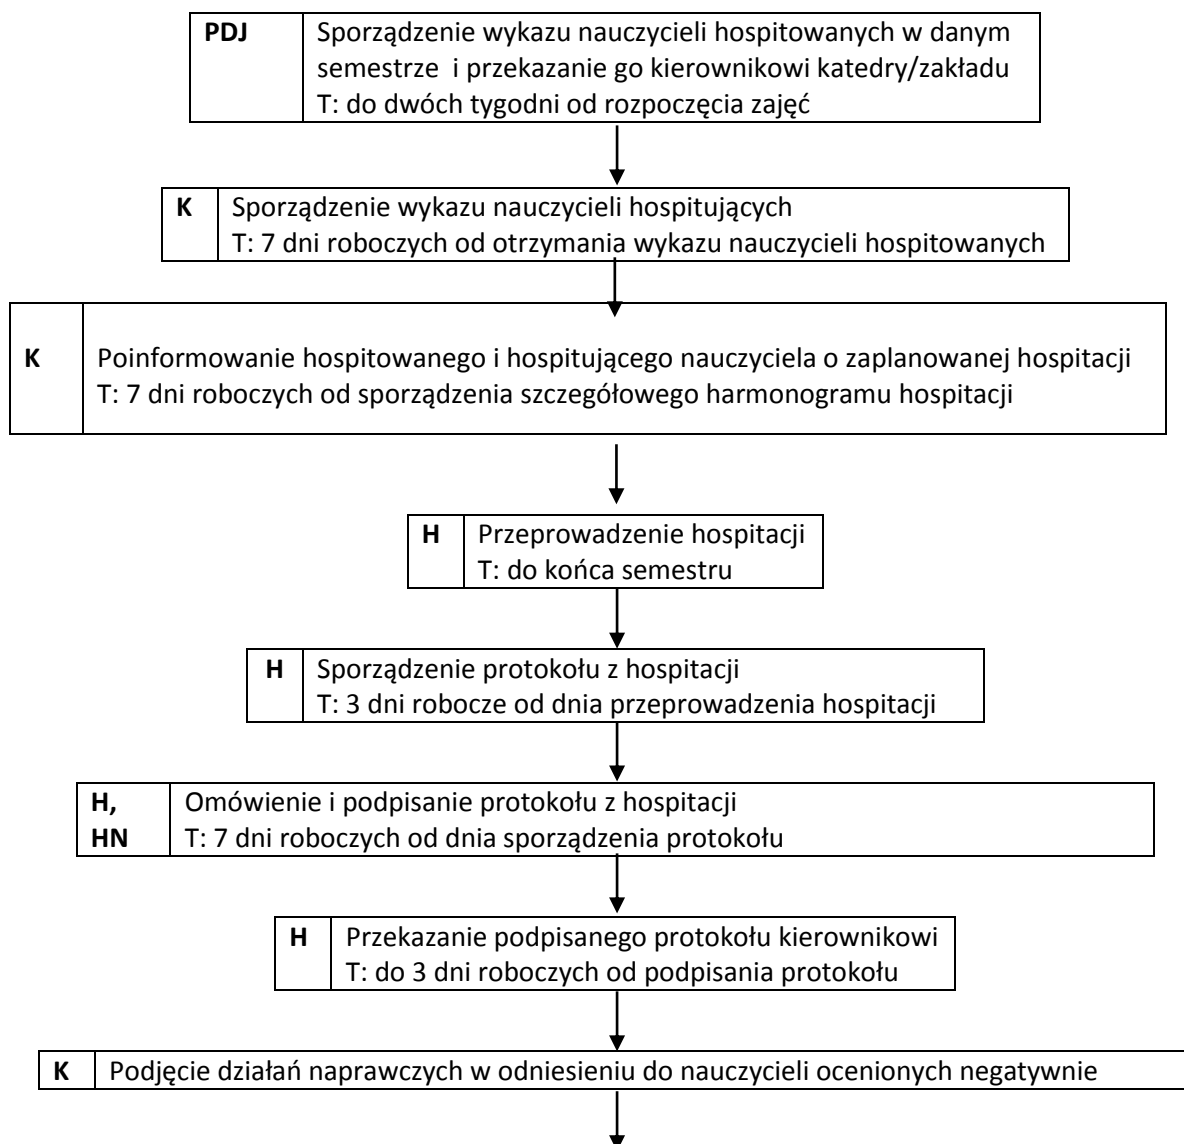 PDJ Sporządzenie wykazu nauczycieli hospitowanych w danym
semestrze i przekazanie go kierownikowi katedry/zakładu
T: do dwóch tygodni od rozpoczęcia zajęć
K Sporządzenie wykazu nauczycieli hospitujących
T: 7 dni roboczych od otrzymania wykazu nauczycieli hospitowanych
K Poinformowanie hospitowanego i hospitującego nauczyciela o zaplanowanej hospitacji
T: 7 dni roboczych od sporządzenia szczegółowego harmonogramu hospitacji
H Przeprowadzenie hospitacji
T: do końca semestru
H Sporządzenie protokołu z hospitacji
T: 3 dni robocze od dnia przeprowadzenia hospitacji
H, Omówienie i podpisanie protokołu z hospitacji
HN T: 7 dni roboczych od dnia sporządzenia protokołu
H Przekazanie podpisanego protokołu kierownikowi
T: do 3 dni roboczych od podpisania protokołu
K Podjęcie działań naprawczych w odniesieniu do nauczycieli ocenionych negatywnie